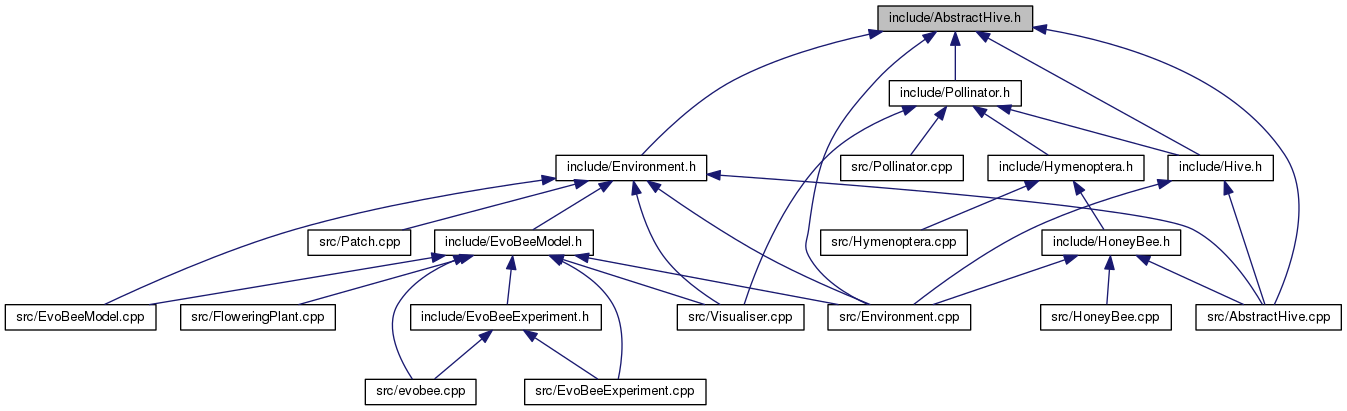 include/AbstractHive.h
include/Pollinator.h
include/Environment.h
src/Pollinator.cpp
include/Hymenoptera.h
include/Hive.h
src/Patch.cpp
include/EvoBeeModel.h
src/Hymenoptera.cpp
include/HoneyBee.h
src/EvoBeeModel.cpp
src/FloweringPlant.cpp
include/EvoBeeExperiment.h
src/Visualiser.cpp
src/Environment.cpp
src/HoneyBee.cpp
src/AbstractHive.cpp
src/evobee.cpp
src/EvoBeeExperiment.cpp